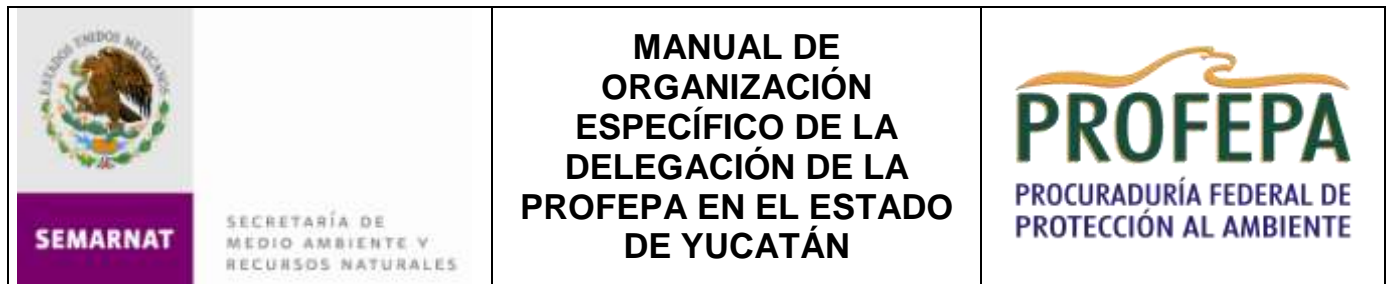 ESTADOS UNIDOS MEXICANOS
SEMARNAT
SECRETARÍA DE
MEDIO AMBIENTE Y
RECURSOS NATURALES
MANUAL DE
ORGANIZACIÓN
ESPECÍFICO DE LA
DELEGACIÓN DE LA
PROFEPA EN EL ESTADO
DE YUCATÁN
PROFEPA
PROCURADURÍA FEDERAL DE
PROTECCIÓN AL AMBIENTE